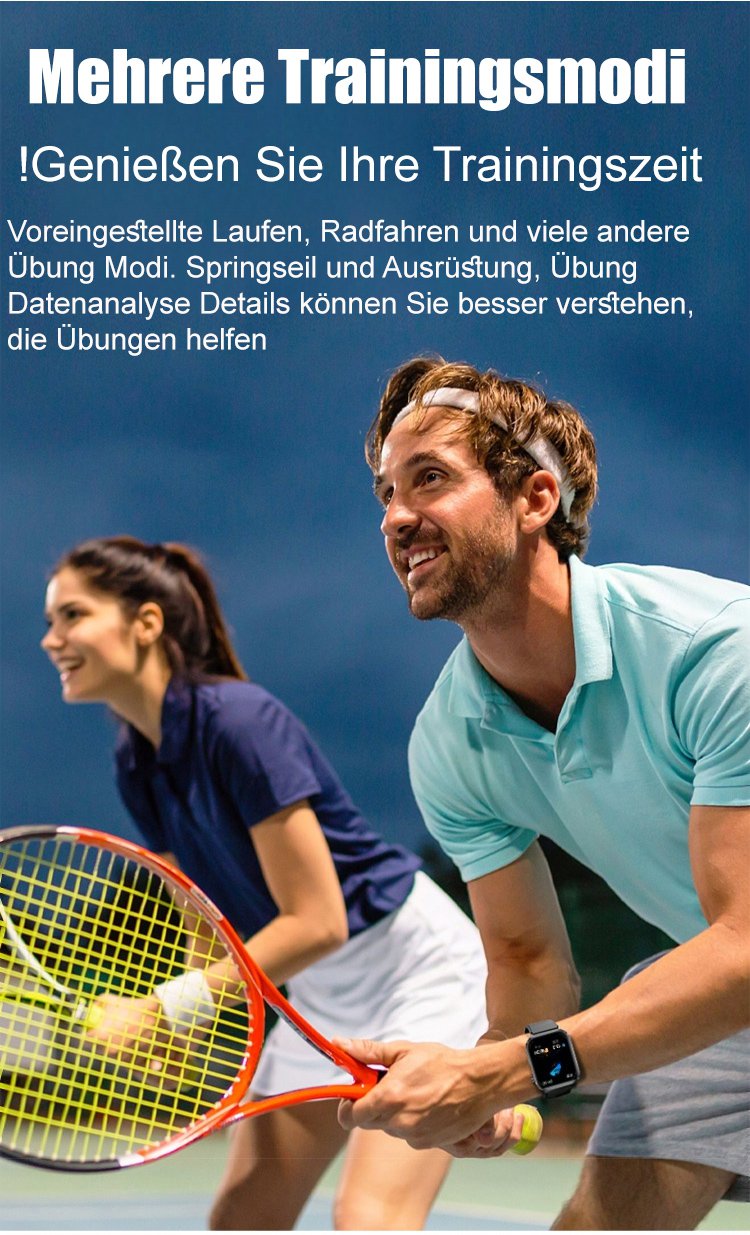 Mehrere Trainingsmodi
!Genießen Sie Ihre Trainingszeit
Voreingestellte Laufen, Radfahren und viele andere
Übung Modi. Springseil und Ausrüstung, Übung
Datenanalyse Details können Sie besser verstehen,
die Übungen helfen